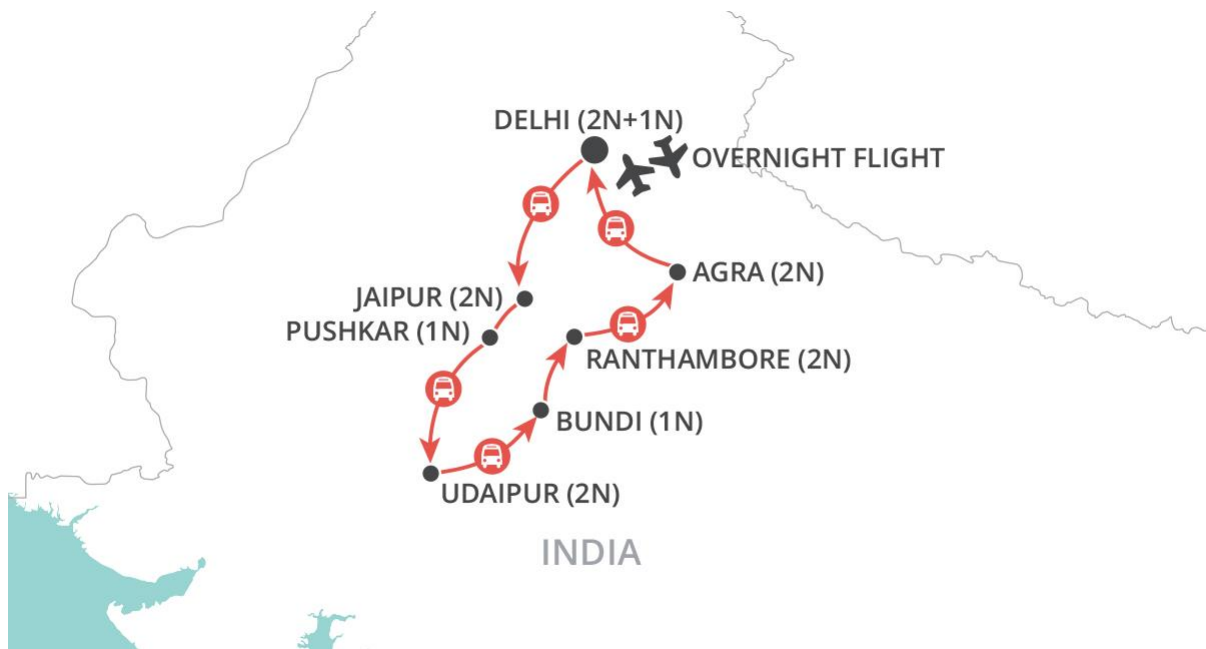 DELHI (2N+1N)
OVERNIGHT FLIGHT
AGRA (2N)
JAIPUR (2N)
PUSHKAR (1N)
RANTHAMBORE (2N)
BUNDI (1N)
UDAIPUR (2N)
INDIA